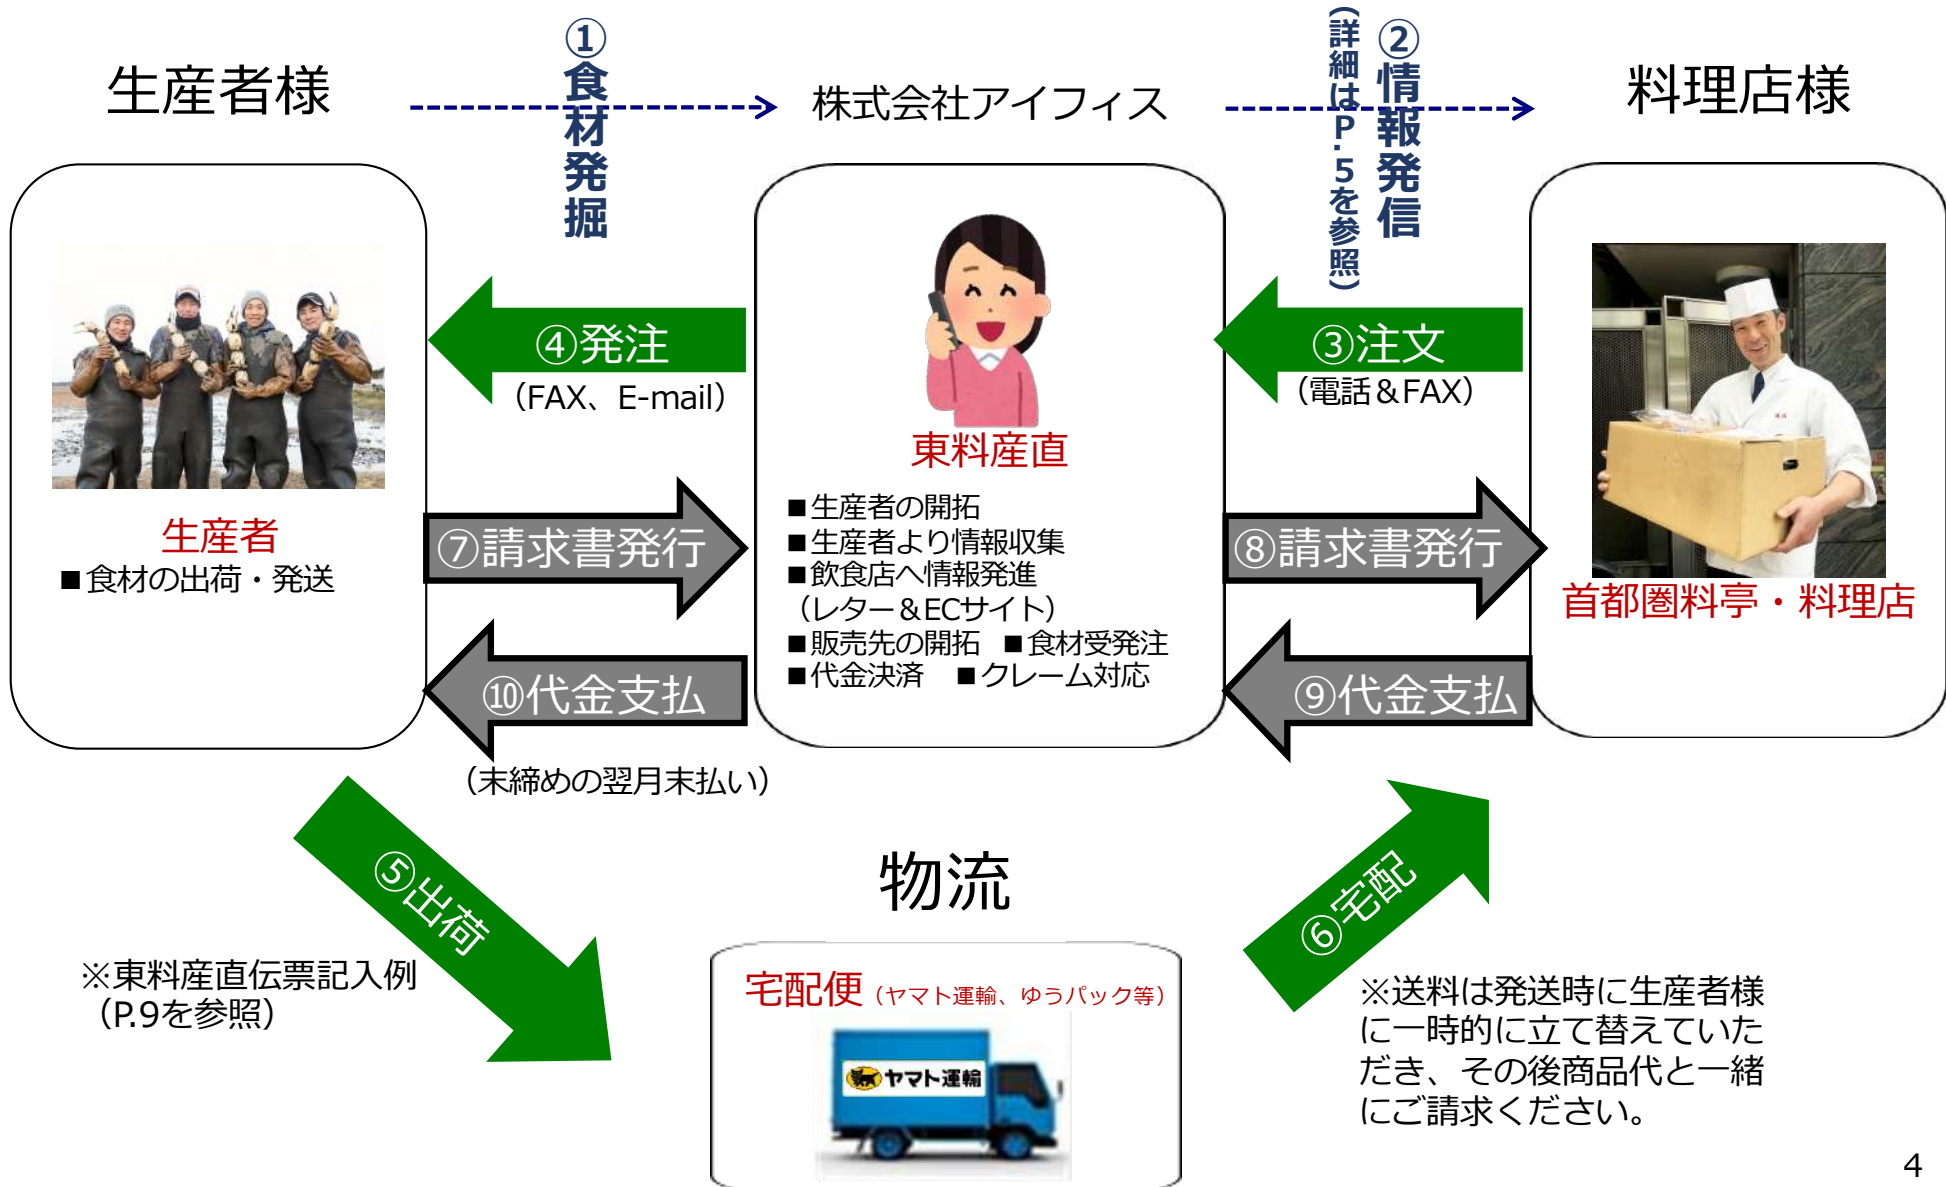 生産者様
①食材発掘
株式会社アイフィス
②情報発信
（詳細はP.5を参照）
料理店様
④発注
（FAX、E-mail）
③注文
（電話＆FAX）
東料産直
■生産者の開拓
■生産者より情報収集
■飲食店へ情報発進
（レター＆ECサイト）
■販売先の開拓　■食材受発注
■代金決済　■クレーム対応
生産者
■食材の出荷・発送
首都圏料亭・料理店
⑦請求書発行
⑧請求書発行
⑩代金支払
⑨代金支払
（末締めの翌月末払い）
⑤出荷
物流
⑥宅配
※東料産直伝票記入例
（P.9を参照）
宅配便（ヤマト運輸、ゆうパック等）
ヤマト運輸
※送料は発送時に生産者様
に一時的に立て替えていた
だき、その後商品代と一緒
にご請求ください。
4